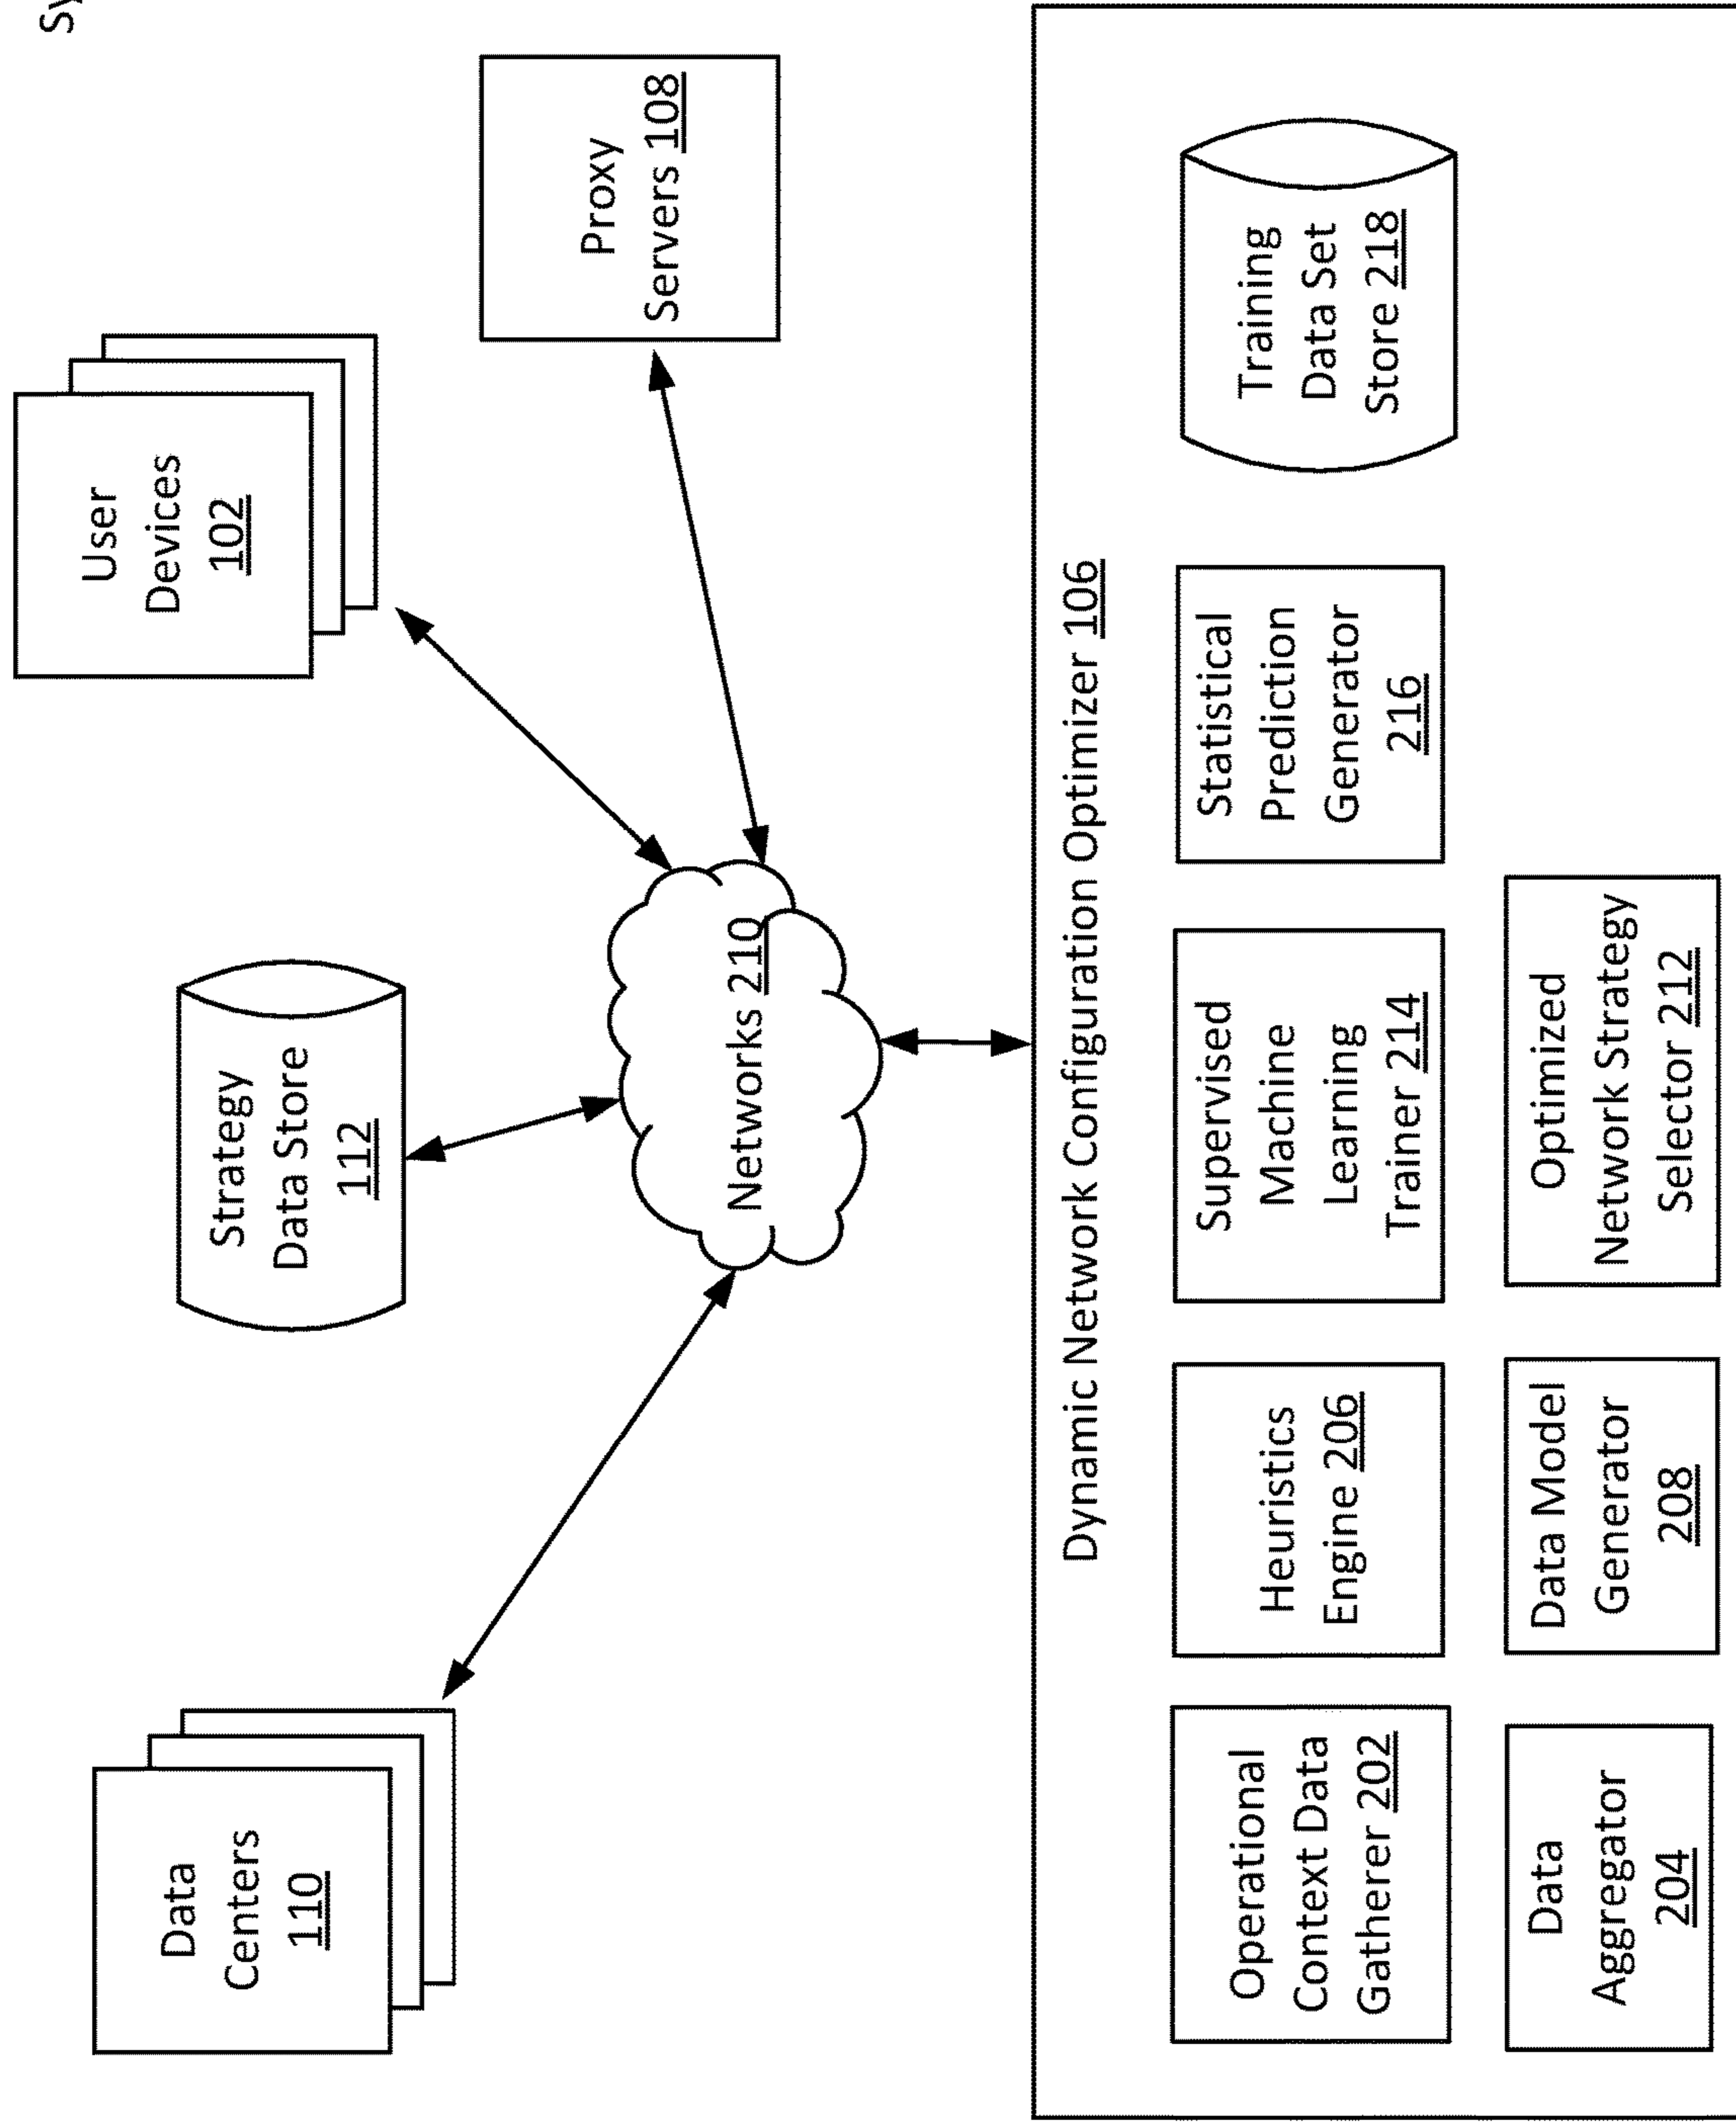 Sy
Data
Centers
110
Strategy
Data Store
112
User
Devices
102
Proxy
Servers 108
Networks 210
Dynamic Network Configuration Optimizer 106
Operational
Context Data
Gatherer 202
Heuristics
Engine 206
Supervised
Machine
Learning
Trainer 214
Statistical
Prediction
Generator
216
Training
Data Set
Store 218
Data
Aggregator
204
Data Model
Generator
208
Optimized
Network Strategy
Selector 212